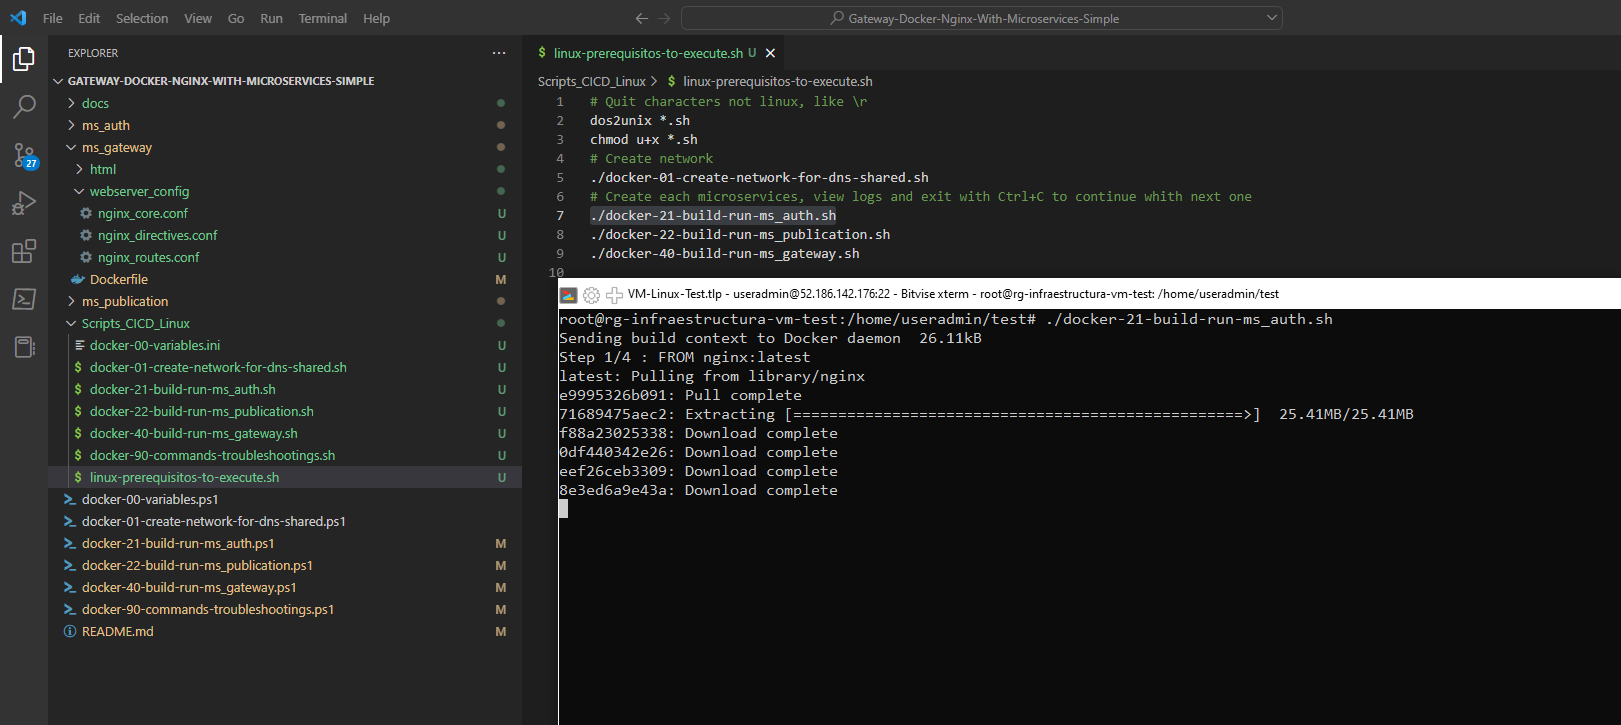 File Edit Selection View Go Run Terminal Help
Gateway-Docker-Nginx-With-Microservices-Simple
EXPLORER
GATEWAY-DOCKER-NGINX-WITH-MICROSERVICES-SIMPLE
docs
ms_auth
ms_gateway
html
webserver_config
nginx_core.conf U
nginx_directives.conf U
nginx_routes.conf U
Dockerfile M
ms_publication
Scripts_CICD_Linux
docker-00-variables.ini U
$ docker-01-create-network-for-dns-shared.sh U
$ docker-21-build-run-ms_auth.sh U
$ docker-22-build-run-ms_publication.sh U
$ docker-40-build-run-ms_gateway.sh U
$ docker-90-commands-troubleshootings.sh U
$ linux-prerequisitos-to-execute.sh U
docker-00-variables.ps1
docker-01-create-network-for-dns-shared.ps1
docker-21-build-run-ms_auth.ps1 M
docker-22-build-run-ms_publication.ps1 M
docker-40-build-run-ms_gateway.ps1 M
docker-90-commands-troubleshootings.ps1 M
README.md M
27
$ linux-prerequisitos-to-execute.sh U
Scripts_CICD_Linux > $ linux-prerequisitos-to-execute.sh
1 # Quit characters not linux, like \r
2 dos2unix *.sh
3 chmod u+x *.sh
4 # Create network
5 ./docker-01-create-network-for-dns-shared.sh
6 # Create each microservices, view logs and exit with Ctrl+C to continue whith next one
7 ./docker-21-build-run-ms_auth.sh
8 ./docker-22-build-run-ms_publication.sh
9 ./docker-40-build-run-ms_gateway.sh
10
VM-Linux-Test.tlp - useradmin@52.186.142.176:22 - Bitvise xterm - root@rg-infraestructura-vm-test: /home/useradmin/test
root@rg-infraestructura-vm-test:/home/useradmin/test# ./docker-21-build-run-ms_auth.sh
Sending build context to Docker daemon  26.11kB
Step 1/4 : FROM nginx:latest
latest: Pulling from library/nginx
e9995326b091: Pull complete
71689475aec2: Extracting [==================================================>]  25.41MB/25.41MB
f88a23025338: Download complete
0df440342e26: Download complete
eef26ceb3309: Download complete
8e3ed6a9e43a: Download complete